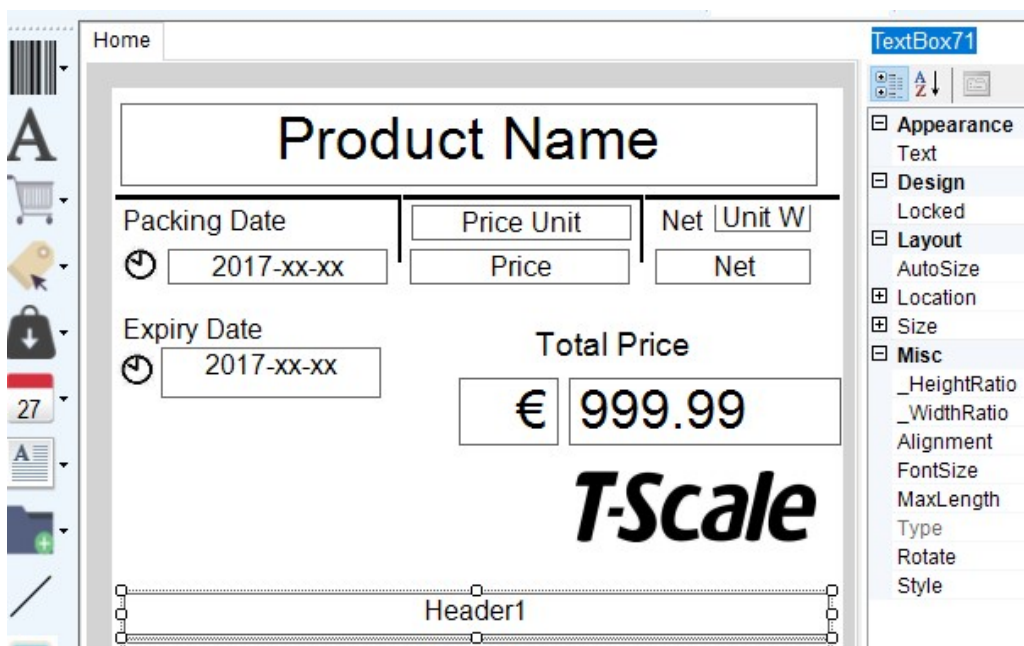 Home
TextBox71
Product Name
Packing Date
Price Unit
Net Unit W
2017-xx-xx
Price
Net
Expiry Date
2017-xx-xx
Total Price
€ 999.99
T-Scale
Header1
A
27
A
A
Z
Appearance
Text
Design
Locked
Layout
AutoSize
Location
Size
Misc
_HeightRatio
_WidthRatio
Alignment
FontSize
MaxLength
Type
Rotate
Style